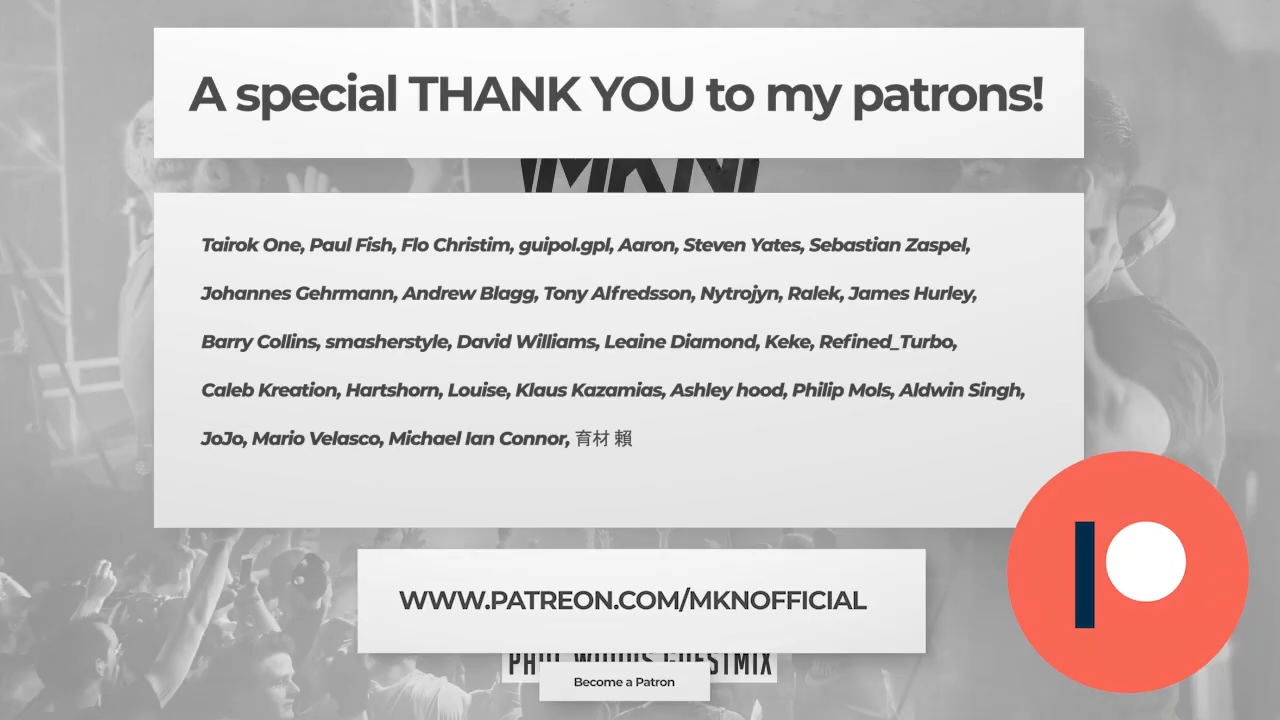 A special THANK YOU to my patrons!
Tairok One, Paul Fish, Flo Christim, guipol.gpl, Aaron, Steven Yates, Sebastian Zaspel,
Johannes Gehrmann, Andrew Blagg, Tony Alfredsson, Nytrojyn, Ralek, James Hurley,
Barry Collins, smasherstyle, David Williams, Leaine Diamond, Keke, Refined_Turbo,
Caleb Kreation, Hartshorn, Louise, Klaus Kazamias, Ashley hood, Philip Mols, Aldwin Singh,
JoJo, Mario Velasco, Michael Ian Connor, 育材 賴
WWW.PATREON.COM/MKNOFFICIAL
GUESTMIX
Become a Patron